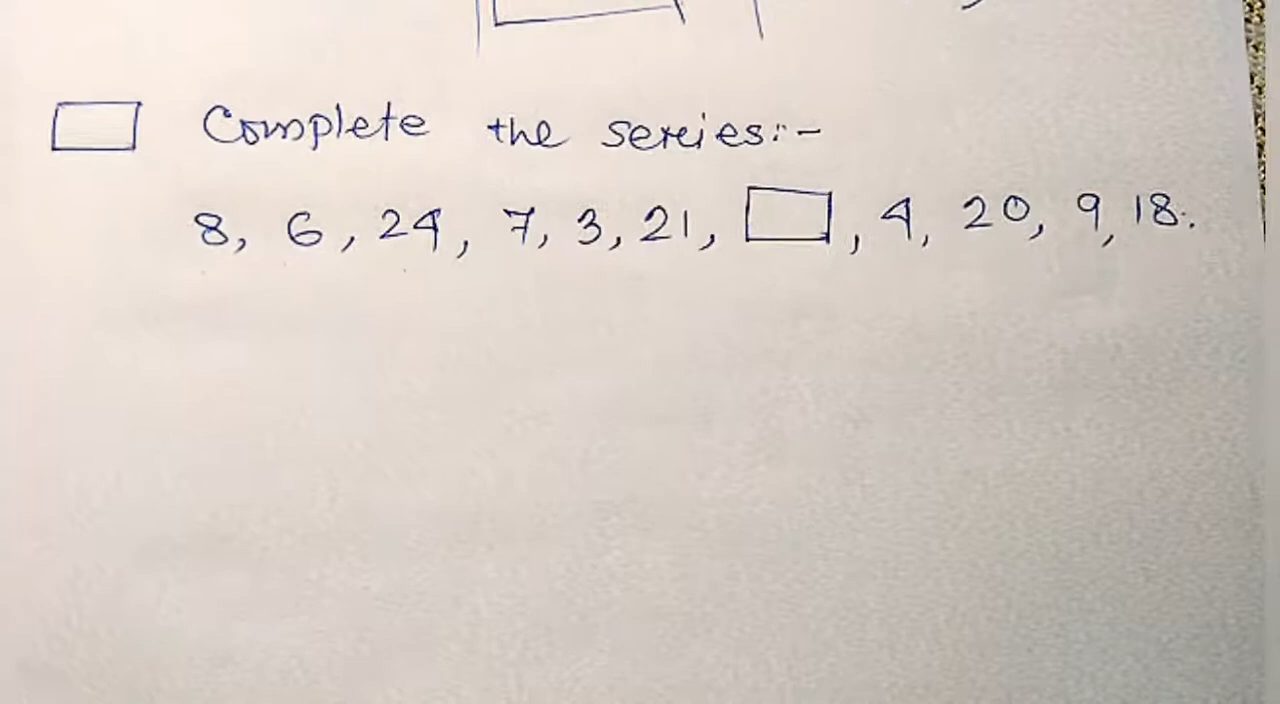 Complete the series:-
8, 6, 24, 7, 3, 21, , 4, 20, 9, 18.